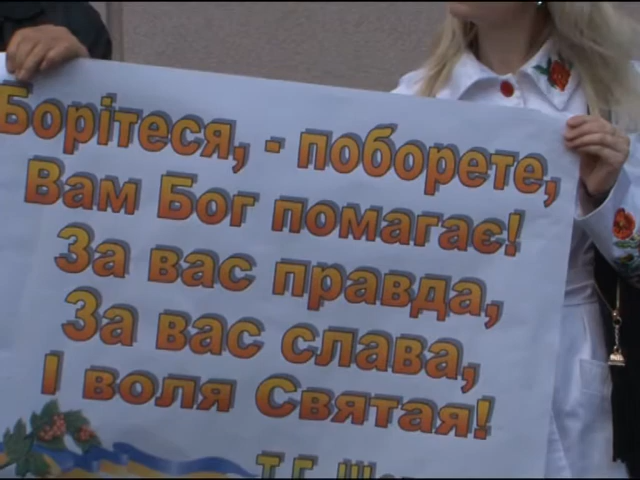 Борітеся, - поборете,
Вам Бог помагає!
За вас правда,
За вас слава,
І воля Святая!
Т.Г.